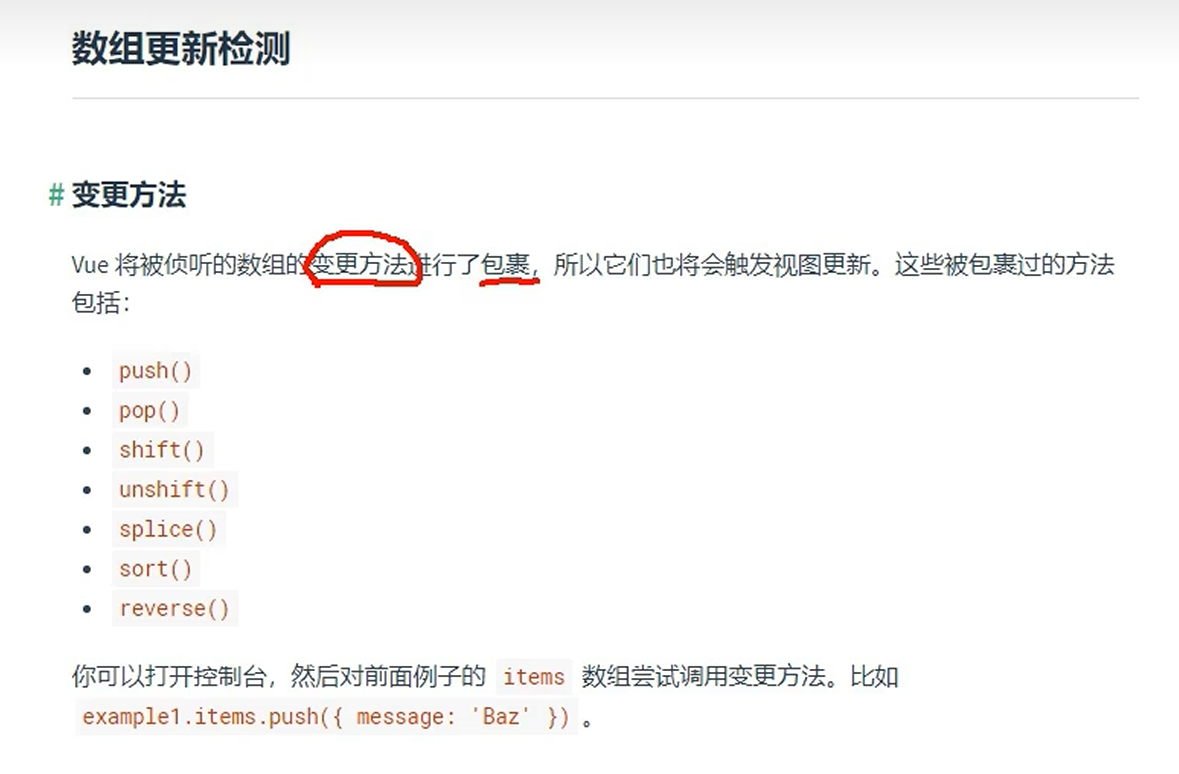 数组更新检测
# 变更方法
Vue 将被侦听的数组的变更方法进行了包裹，所以它们也将会触发视图更新。这些被包裹过的方法
包括：
push()
pop()
shift()
unshift()
splice()
sort()
reverse()
你可以打开控制台，然后对前面例子的 items 数组尝试调用变更方法。比如
example1.items.push({ message: 'Baz' }) 。